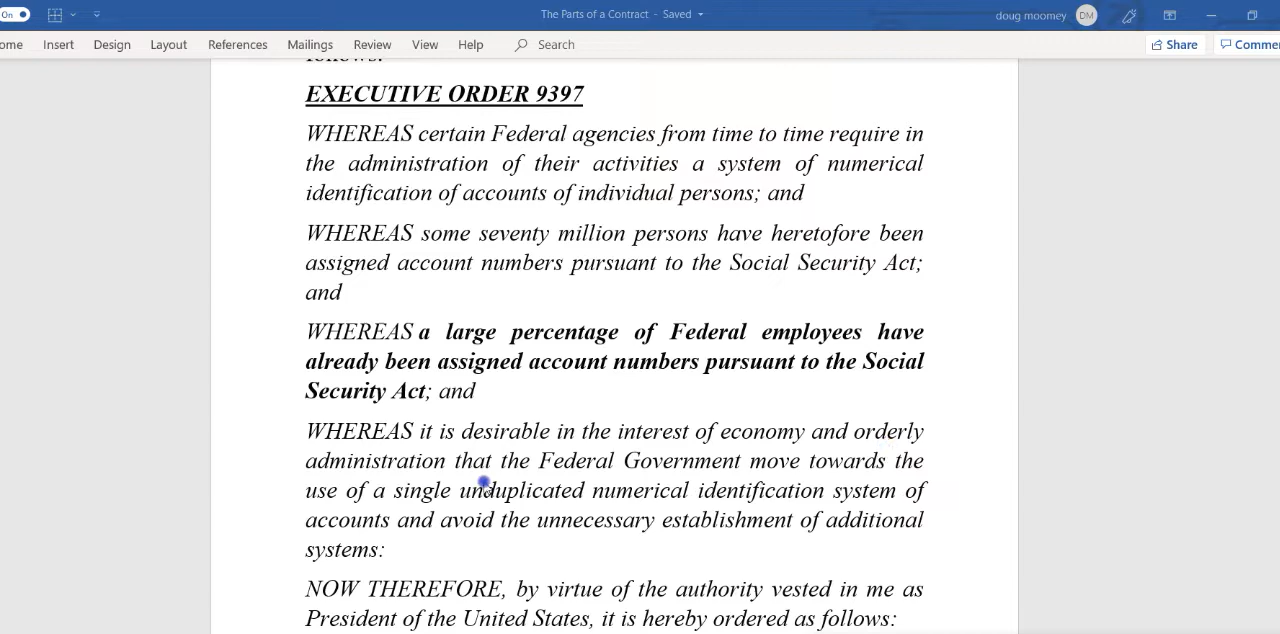 On
The Parts of a Contract - Saved
doug moomey DM
ome Insert Design Layout References Mailings Review View Help Search Share Comme
follows:
EXECUTIVE ORDER 9397
WHEREAS certain Federal agencies from time to time require in
the administration of their activities a system of numerical
identification of accounts of individual persons; and
WHEREAS some seventy million persons have heretofore been
assigned account numbers pursuant to the Social Security Act;
and
WHEREAS a large percentage of Federal employees have
already been assigned account numbers pursuant to the Social
Security Act; and
WHEREAS it is desirable in the interest of economy and orderly
administration that the Federal Government move towards the
use of a single unduplicated numerical identification system of
accounts and avoid the unnecessary establishment of additional
systems:
NOW THEREFORE, by virtue of the authority vested in me as
President of the United States, it is hereby ordered as follows: